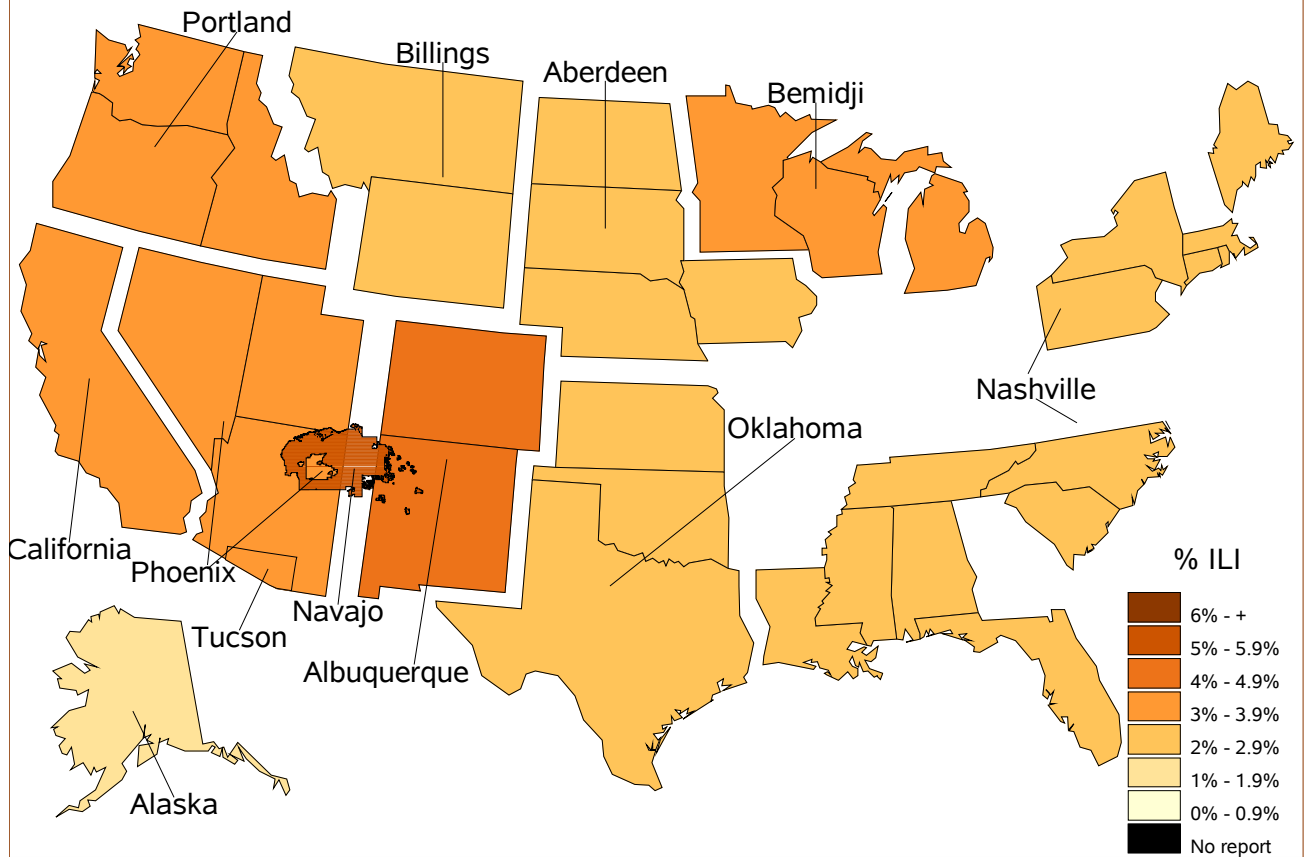 Portland
Billings
Aberdeen
Bemidji
Nashville
Oklahoma
California
Phoenix
Navajo
Tucson
Albuquerque
Alaska
% ILI
6% - +
5% - 5.9%
4% - 4.9%
3% - 3.9%
2% - 2.9%
1% - 1.9%
0% - 0.9%
No report